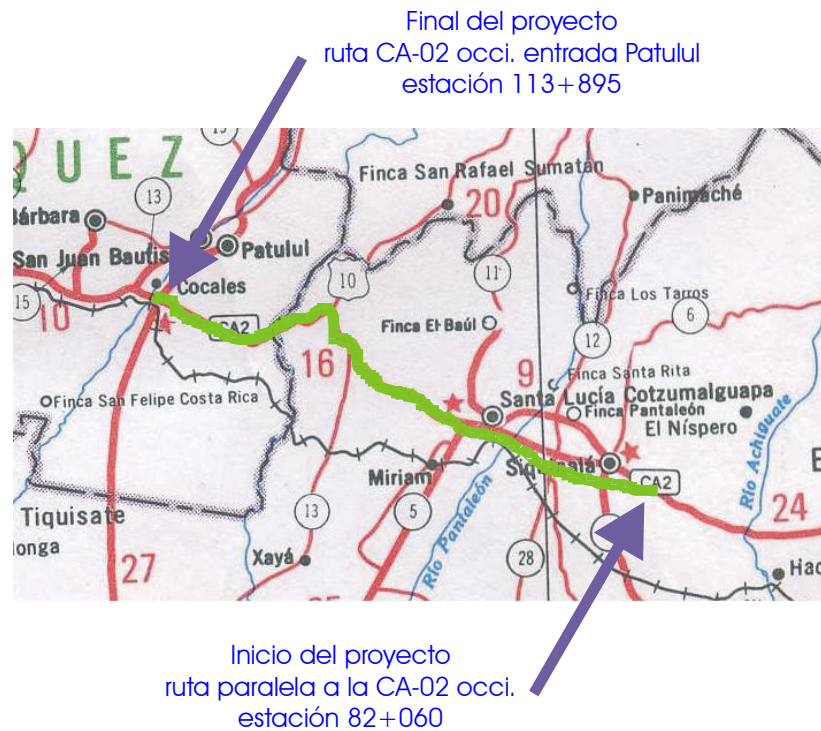 Final del proyecto
ruta CA-02 occi. entrada Patulul
estación 113+895
QUEZ
13
Finca San Rafael Sumatán
20
Panimaché
árbara
San Juan Bautis
Patulul
10
11
Cocales
Finca Los Tarros
15
10
CA2
Finca El Baúl
6
12
16
9
Finca Santa Rita
Santa Lucía Cotzumalguapa
Finca San Felipe Costa Rica
Finca Pantaleón
El Níspero
Río Achiguate
Miriam
Siquinalá
CA2
Tiquisate
13
5
24
onga
Río Pantaleón
Xayá
28
27
Inicio del proyecto
ruta paralela a la CA-02 occi.
estación 82+060